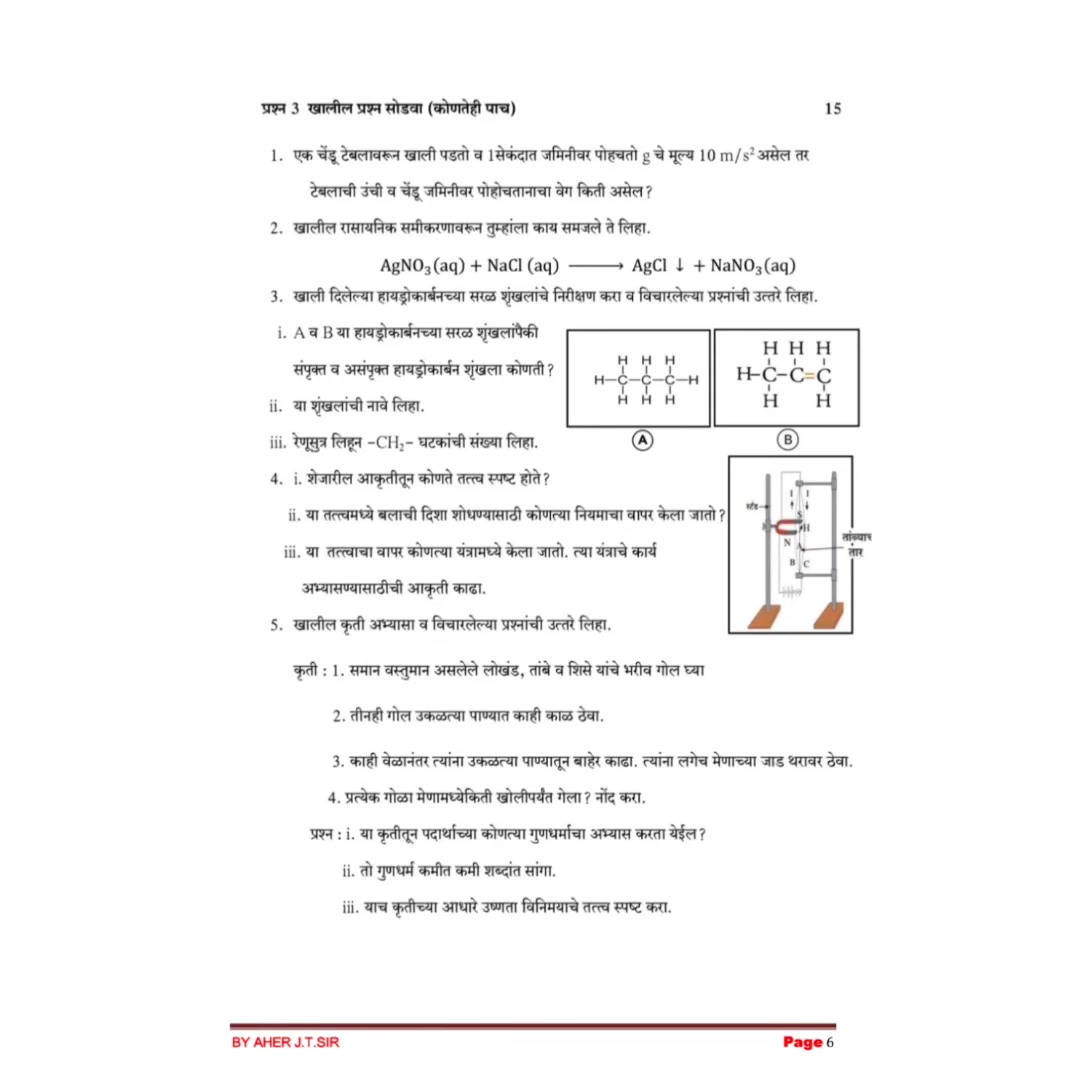 प्रश्न 3 खालील प्रश्न सोडवा (कोणतेही पाच) 15
1. एक चेंडू टेबलावरून खाली पडतो व 1सेकंदात जमिनीवर पोहचतो g चे मूल्य 10 m/s² असेल तर
टेबलाची उंची व चेंडू जमिनीवर पोहोचतानाचा वेग किती असेल?
2. खालील रासायनिक समीकरणावरून तुम्हांला काय समजले ते लिहा.
AgNO₃(aq) + NaCl (aq) ⟶ AgCl ↓ + NaNO₃(aq)
3. खाली दिलेल्या हायड्रोकार्बनच्या सरळ शृंखलांचे निरीक्षण करा व विचारलेल्या प्रश्नांची उत्तरे लिहा.
i. A व B या हायड्रोकार्बनच्या सरळ शृंखलांपैकी
संपृक्त व असंपृक्त हायड्रोकार्बन शृंखला कोणती?
ii. या शृंखलांची नावे लिहा.
iii. रेणूसुत्र लिहून –CH₂– घटकांची संख्या लिहा.
H H H
H–C–C–C–H
H H H
A
H H H
H–C–C=C
H H
B
4. i. शेजारील आकृतीतून कोणते तत्त्व स्पष्ट होते?
ii. या तत्त्वमध्ये बलाची दिशा शोधण्यासाठी कोणत्या नियमाचा वापर केला जातो?
iii. या तत्त्वाचा वापर कोणत्या यंत्रामध्ये केला जातो. त्या यंत्राचे कार्य
अभ्यासण्यासाठीची आकृती काढा.
I I
स्टँड
S
H
N
A
B C
तांब्याच
तार
5. खालील कृती अभ्यासा व विचारलेल्या प्रश्नांची उत्तरे लिहा.
कृती : 1. समान वस्तुमान असलेले लोखंड, तांबे व शिसे यांचे भरीव गोल घ्या
2. तीनही गोल उकळत्या पाण्यात काही काळ ठेवा.
3. काही वेळानंतर त्यांना उकळत्या पाण्यातून बाहेर काढा. त्यांना लगेच मेणाच्या जाड थरावर ठेवा.
4. प्रत्येक गोळा मेणामध्येकिती खोलीपर्यंत गेला? नोंद करा.
प्रश्न : i. या कृतीतून पदार्थाच्या कोणत्या गुणधर्माचा अभ्यास करता येईल?
ii. तो गुणधर्म कमीत कमी शब्दांत सांगा.
iii. याच कृतीच्या आधारे उष्णता विनिमयाचे तत्त्व स्पष्ट करा.
BY AHER J.T.SIR Page 6